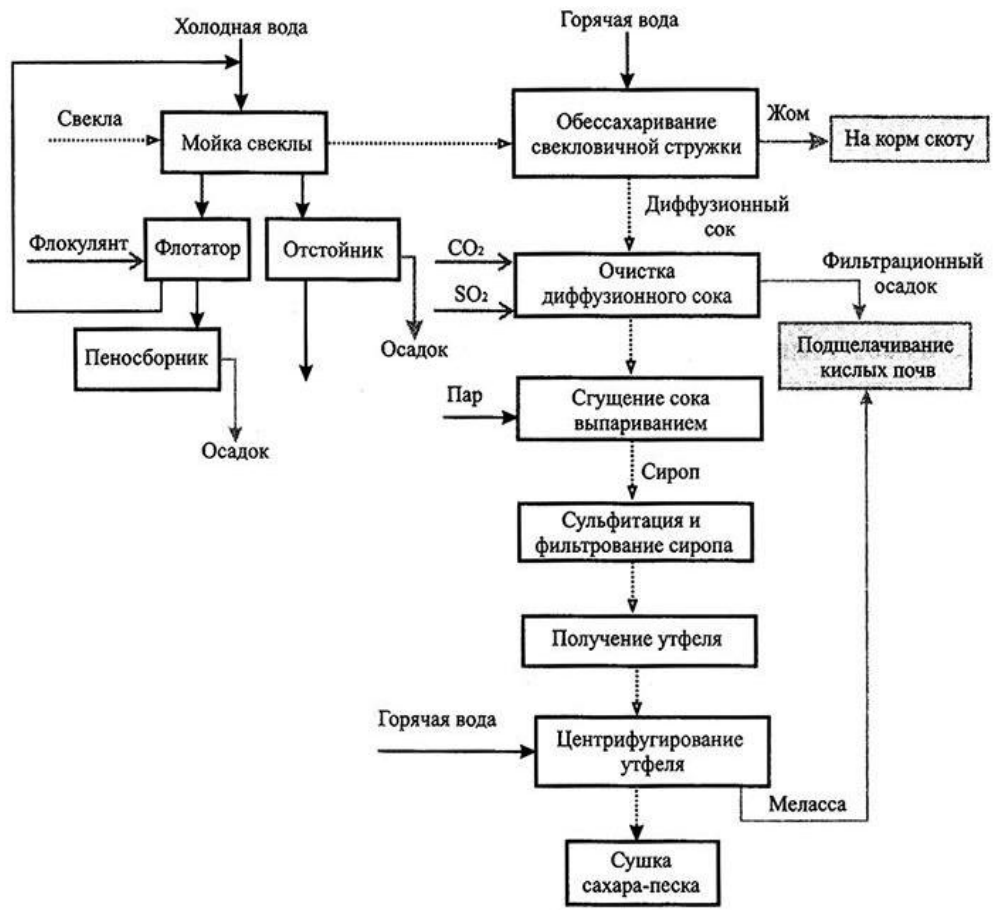 Холодная вода
Горячая вода
Свекла
Мойка свеклы
Обессахаривание
свекловичной стружки
Жом
На корм скоту
Диффузионный
сок
Флокулянт
Флотатор
Отстойник
CO₂
SO₂
Очистка
диффузионного сока
Фильтрационный
осадок
Пеносборник
Осадок
Подщелачивание
кислых почв
Пар
Сгущение сока
выпариванием
Осадок
Сироп
Сульфитация и
фильтрование сиропа
Получение утфеля
Горячая вода
Центрифугирование
утфеля
Меласса
Сушка
сахара-песка